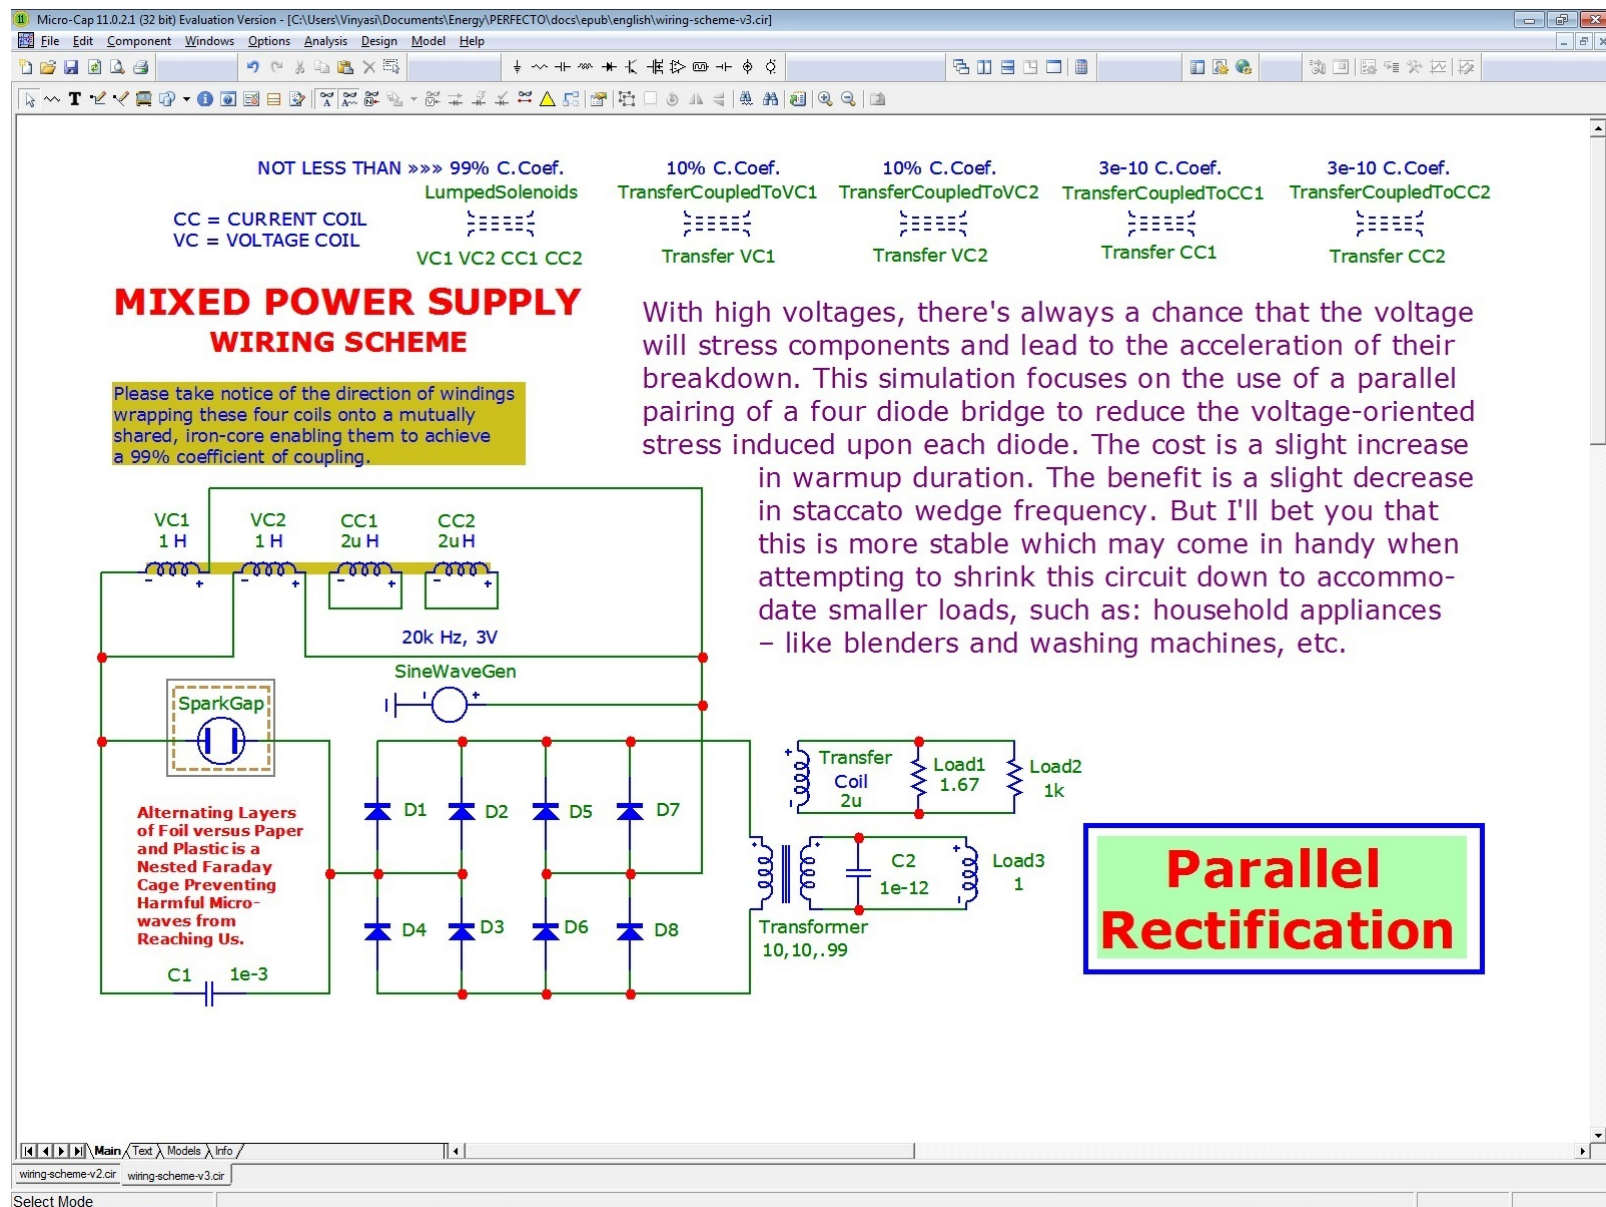 Micro-Cap 11.0.2.1 (32 bit) Evaluation Version - [C:\Users\Vinyasi\Documents\Energy\PERFECTO\docs\epub\english\wiring-scheme-v3.cir]
File Edit Component Windows Options Analysis Design Model Help
NOT LESS THAN »»» 99% C.Coef.
LumpedSolenoids
VC1 VC2 CC1 CC2
10% C.Coef.
TransferCoupledToVC1
Transfer VC1
10% C.Coef.
TransferCoupledToVC2
Transfer VC2
3e-10 C.Coef.
TransferCoupledToCC1
Transfer CC1
3e-10 C.Coef.
TransferCoupledToCC2
Transfer CC2
CC = CURRENT COIL
VC = VOLTAGE COIL
MIXED POWER SUPPLY
WIRING SCHEME
Please take notice of the direction of windings
wrapping these four coils onto a mutually
shared, iron-core enabling them to achieve
a 99% coefficient of coupling.
With high voltages, there's always a chance that the voltage
will stress components and lead to the acceleration of their
breakdown. This simulation focuses on the use of a parallel
pairing of a four diode bridge to reduce the voltage-oriented
stress induced upon each diode. The cost is a slight increase
in warmup duration. The benefit is a slight decrease
in staccato wedge frequency. But I'll bet you that
this is more stable which may come in handy when
attempting to shrink this circuit down to accommo-
date smaller loads, such as: household appliances
– like blenders and washing machines, etc.
VC1
1 H
VC2
1 H
CC1
2u H
CC2
2u H
20k Hz, 3V
SineWaveGen
SparkGap
Alternating Layers
of Foil versus Paper
and Plastic is a
Nested Faraday
Cage Preventing
Harmful Micro-
waves from
Reaching Us.
C1 1e-3
D1 D2 D5 D7
D4 D3 D6 D8
Transfer
Coil
2u
Load1
1.67
Load2
1k
C2
1e-12
Load3
1
Transformer
10,10,.99
Parallel
Rectification
Main Text Models Info
wiring-scheme-v2.cir wiring-scheme-v3.cir
Select Mode